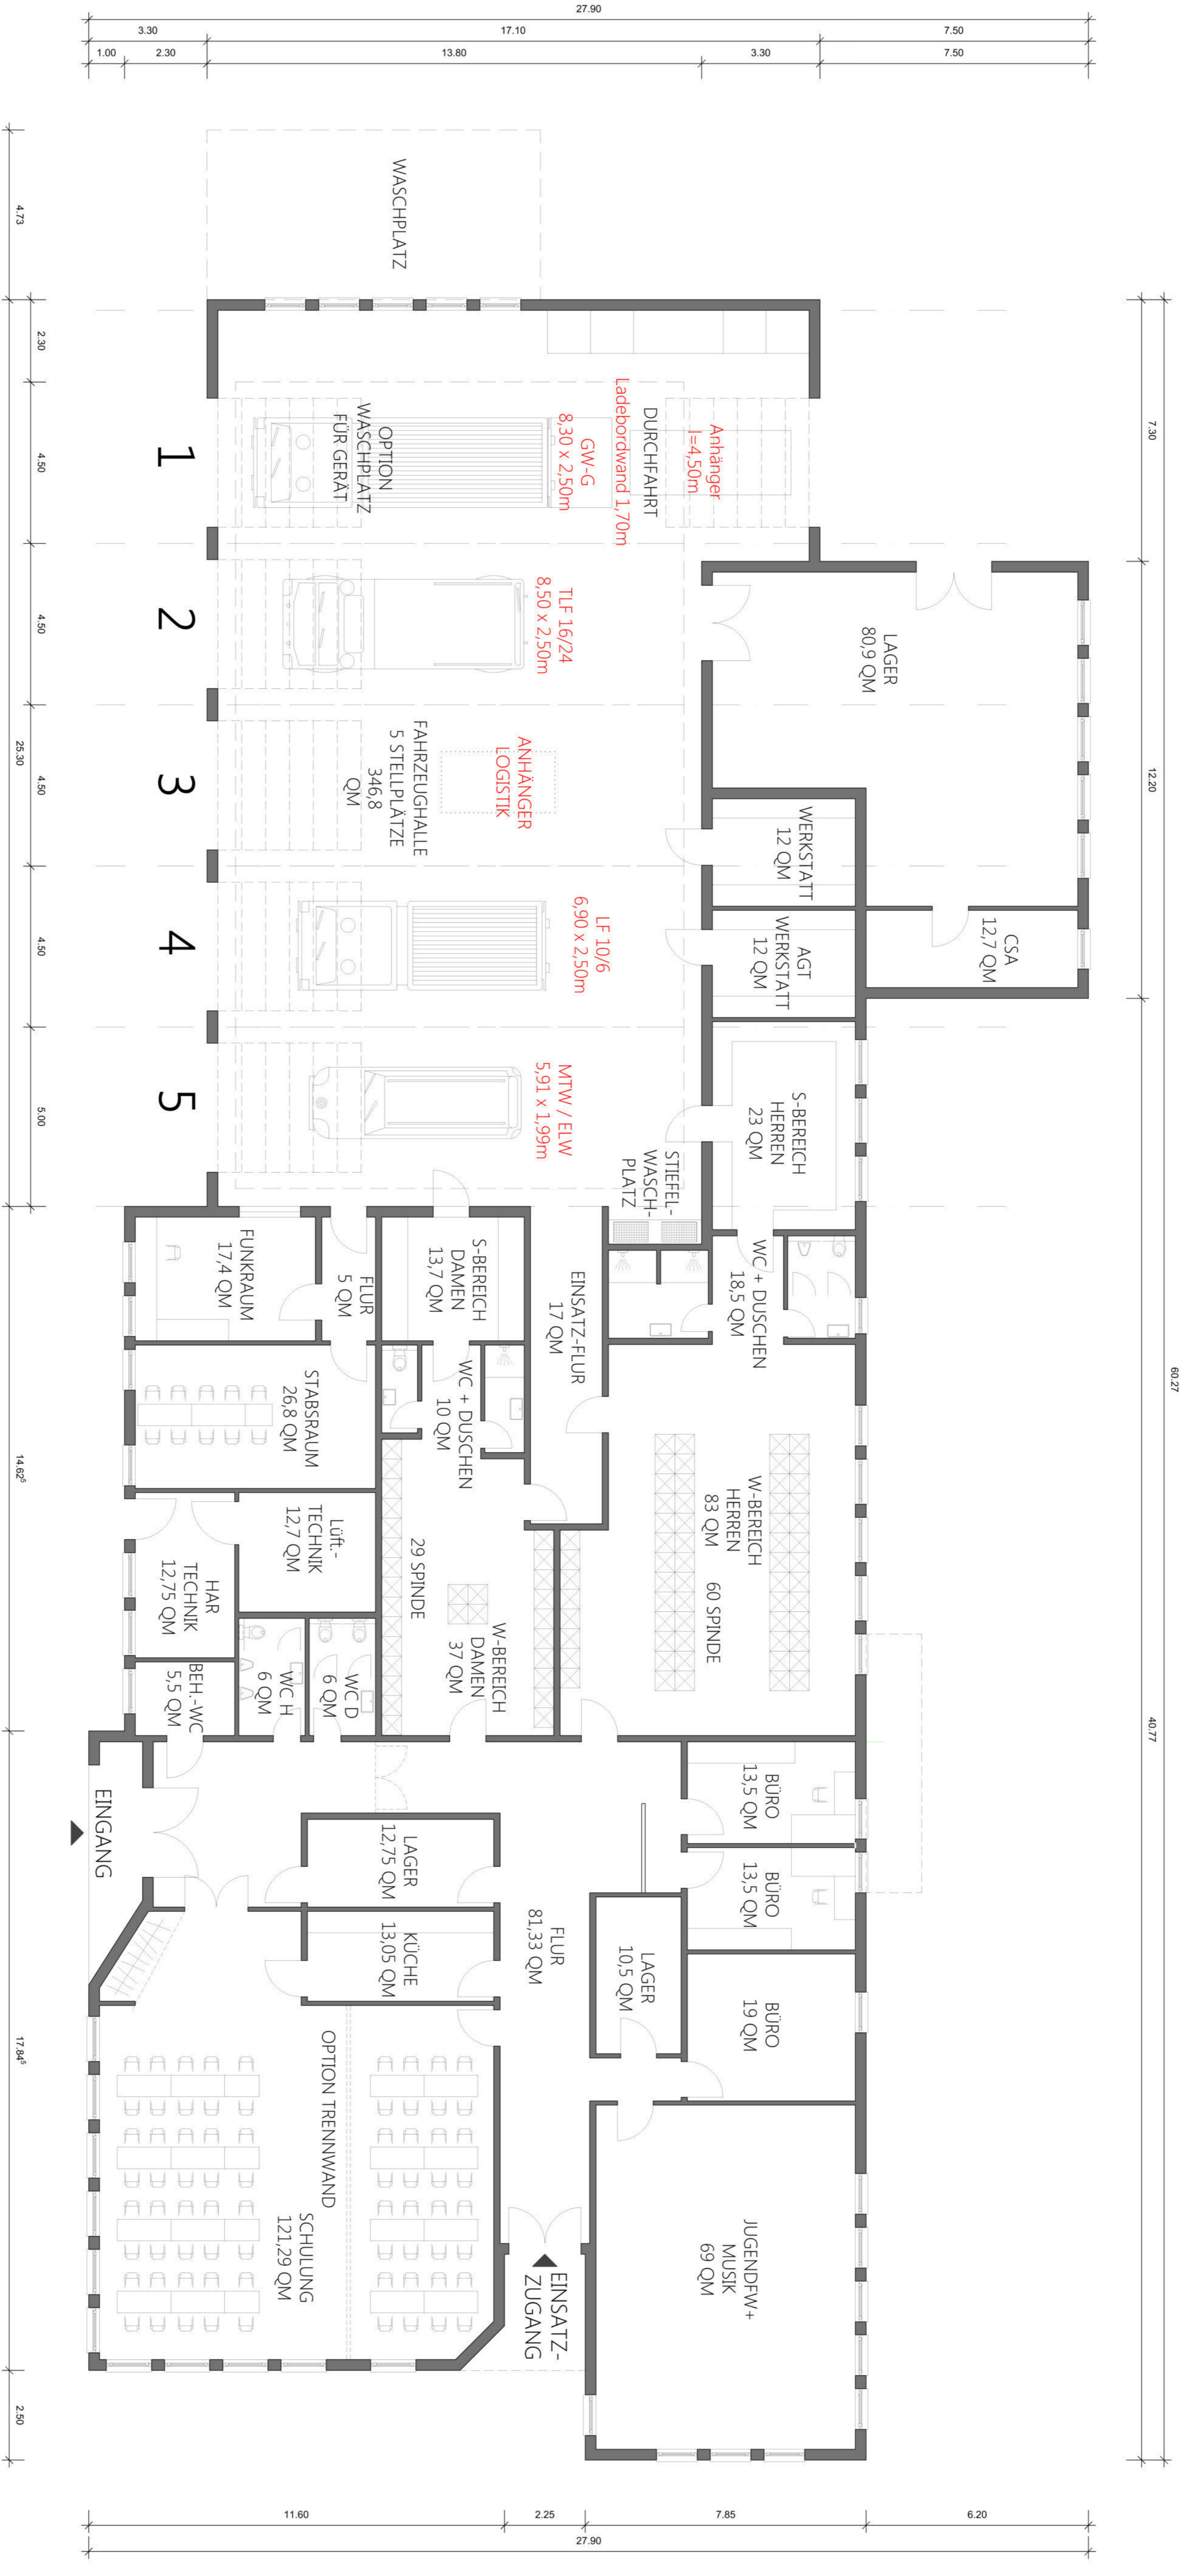 27.90
3.30
17.10
7.50
1.00
2.30
13.80
3.30
7.50
WASCHPLATZ
4.73
2.30
4.50
4.50
4.50
4.50
5.00
25.30
14.62⁵
17.84⁵
2.50
7.30
12.20
40.77
60.27
1
2
3
4
5
OPTION
WASCHPLATZ
FÜR GERÄT
GW-G
8,30 x 2,50m
Ladebordwand 1,70m
DURCHFAHRT
Anhänger
l=4,50m
TLF 16/24
8,50 x 2,50m
ANHÄNGER
LOGISTIK
FAHRZEUGHALLE
5 STELLPLÄTZE
346,8
QM
LF 10/6
6,90 x 2,50m
MTW / ELW
5,91 x 1,99m
LAGER
80,9 QM
WERKSTATT
12 QM
AGT
WERKSTATT
12 QM
CSA
12,7 QM
S-BEREICH
HERREN
23 QM
STIEFEL-
WASCH-
PLATZ
WC + DUSCHEN
18,5 QM
EINSATZ-FLUR
17 QM
S-BEREICH
DAMEN
13,7 QM
FLUR
5 QM
FUNKRAUM
17,4 QM
STABSRAUM
26,8 QM
WC + DUSCHEN
10 QM
W-BEREICH
HERREN
83 QM
60 SPINDE
29 SPINDE
W-BEREICH
DAMEN
37 QM
Lüft.-
TECHNIK
12,7 QM
HAR
TECHNIK
12,75 QM
BEH.-WC
5,5 QM
WC H
6 QM
WC D
6 QM
EINGANG
LAGER
12,75 QM
KÜCHE
13,05 QM
FLUR
81,33 QM
BÜRO
13,5 QM
BÜRO
13,5 QM
BÜRO
19 QM
LAGER
10,5 QM
OPTION TRENNWAND
SCHULUNG
121,29 QM
EINSATZ-
ZUGANG
JUGENDFW+
MUSIK
69 QM
11.60
2.25
7.85
6.20
27.90